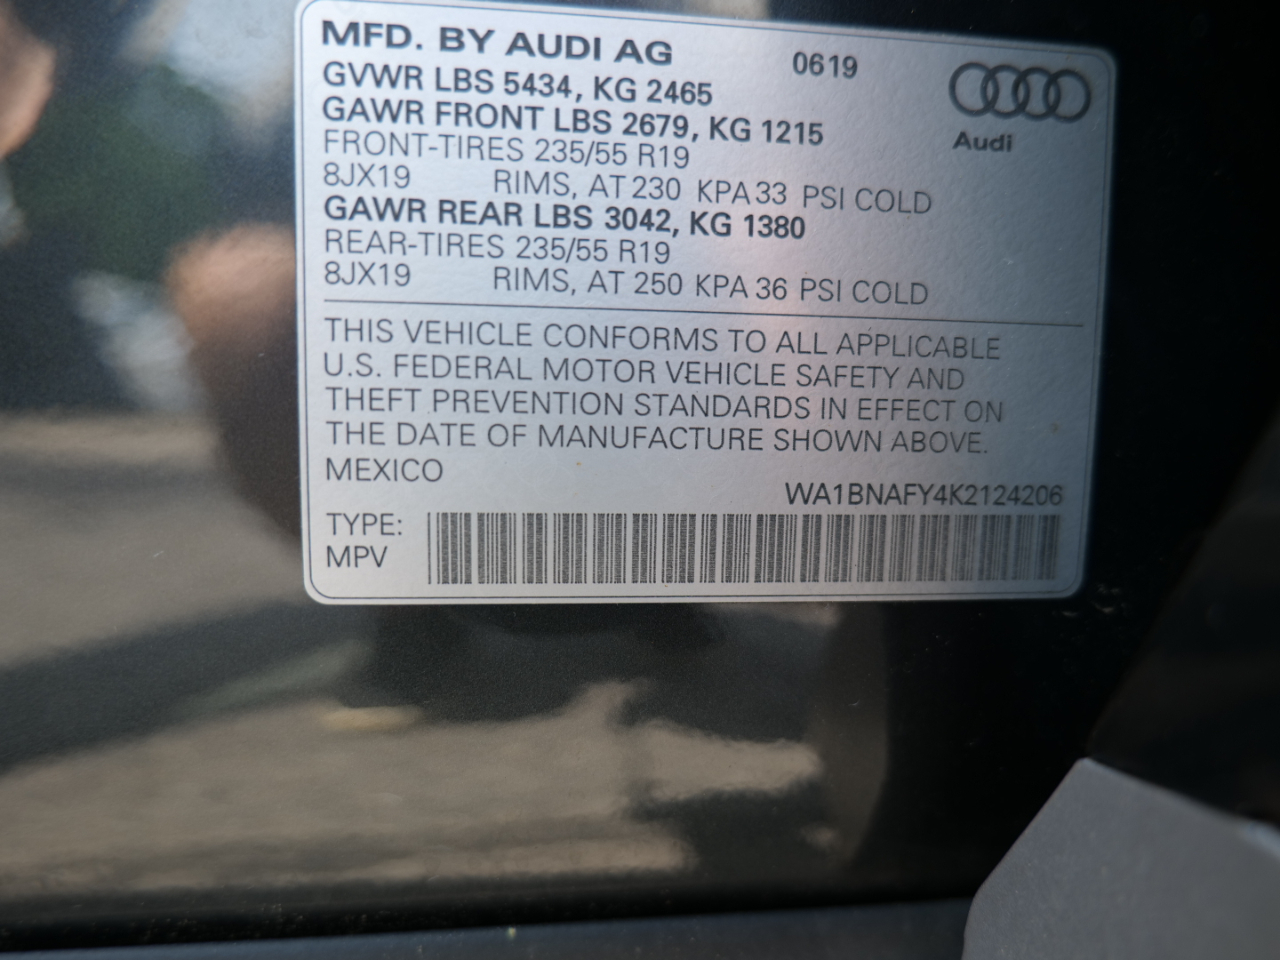 MFD. BY AUDI AG 0619
GVWR LBS 5434, KG 2465
GAWR FRONT LBS 2679, KG 1215
Audi
FRONT-TIRES 235/55 R19
8JX19 RIMS, AT 230 KPA 33 PSI COLD
GAWR REAR LBS 3042, KG 1380
REAR-TIRES 235/55 R19
8JX19 RIMS, AT 250 KPA 36 PSI COLD
THIS VEHICLE CONFORMS TO ALL APPLICABLE
U.S. FEDERAL MOTOR VEHICLE SAFETY AND
THEFT PREVENTION STANDARDS IN EFFECT ON
THE DATE OF MANUFACTURE SHOWN ABOVE.
MEXICO
WA1BNAFY4K2124206
TYPE:
MPV